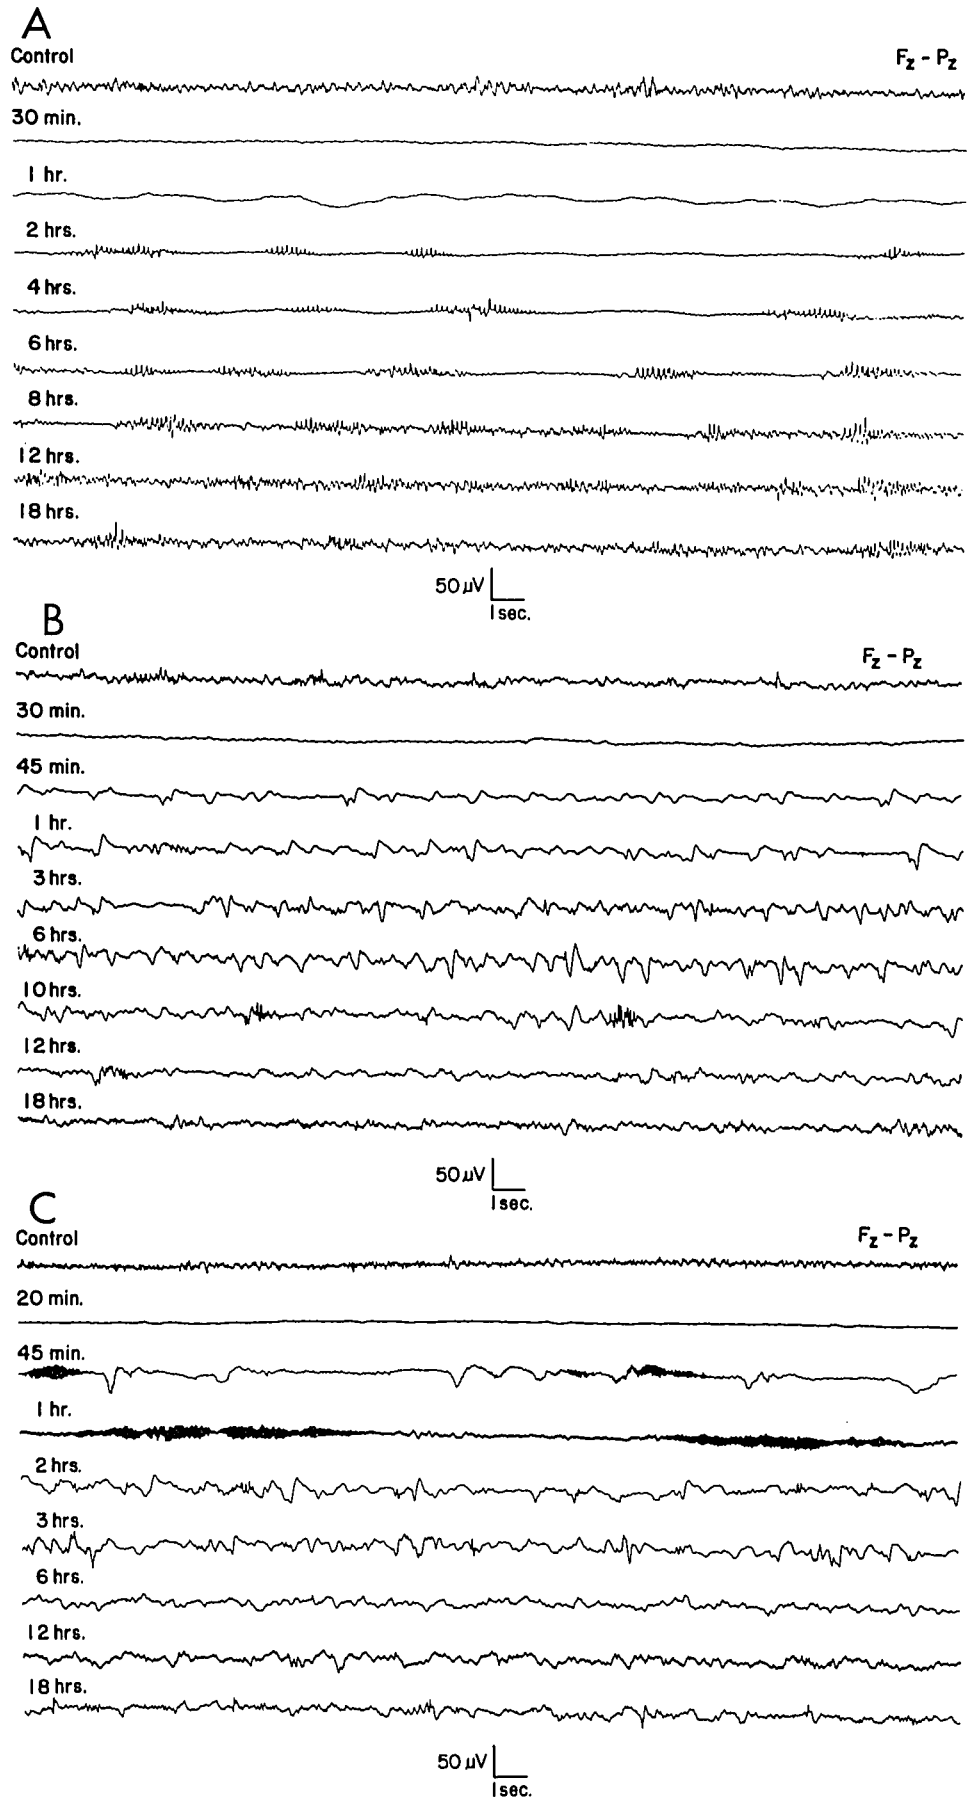 A
Control
Fz - Pz
30 min.
1 hr.
2 hrs.
4 hrs.
6 hrs.
8 hrs.
12 hrs.
18 hrs.
50 µV
1 sec.
B
Control
Fz - Pz
30 min.
45 min.
1 hr.
3 hrs.
6 hrs.
10 hrs.
12 hrs.
18 hrs.
50 µV
1 sec.
C
Control
Fz - Pz
20 min.
45 min.
1 hr.
2 hrs.
3 hrs.
6 hrs.
12 hrs.
18 hrs.
50 µV
1 sec.